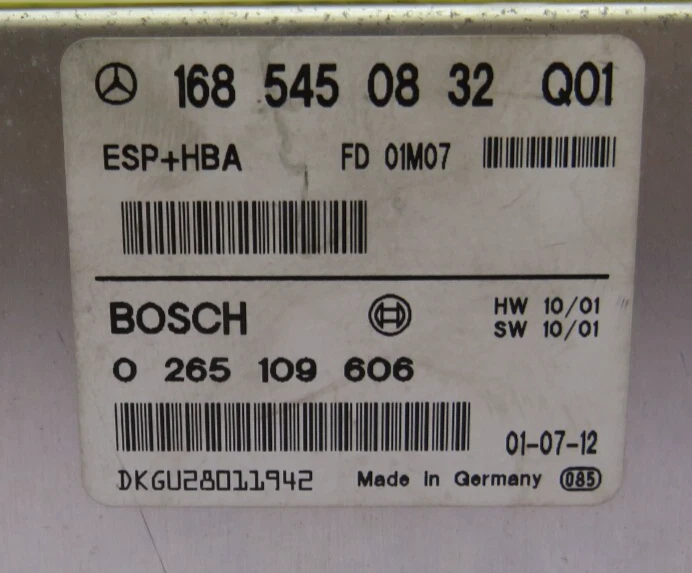 168 545 08 32 Q01
ESP+HBA FD 01M07
BOSCH
HW 10/01
SW 10/01
0 265 109 606
01-07-12
DKGU28011942 Made in Germany 085